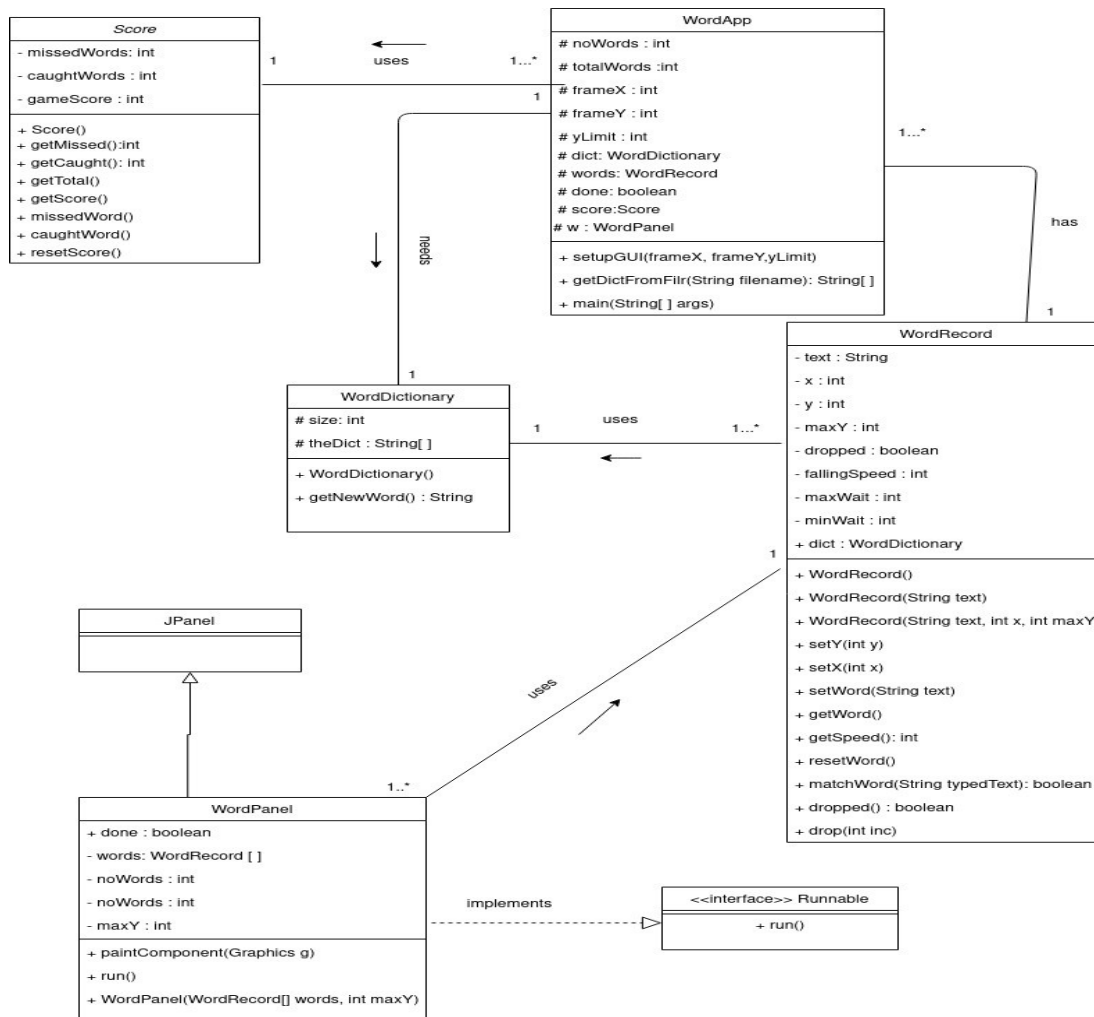 Score
- missedWords: int
- caughtWords : int
- gameScore : int
+ Score()
+ getMissed():int
+ getCaught(): int
+ getTotal()
+ getScore()
+ missedWord()
+ caughtWord()
+ resetScore()
1
uses
1...*
WordApp
# noWords : int
# totalWords :int
# frameX : int
# frameY : int
# yLimit : int
# dict: WordDictionary
# words: WordRecord
# done: boolean
# score:Score
# w : WordPanel
+ setupGUI(frameX, frameY,yLimit)
+ getDictFromFilr(String filename): String[ ]
+ main(String[ ] args)
1
needs
1
1...*
has
1
WordDictionary
# size: int
# theDict : String[ ]
+ WordDictionary()
+ getNewWord() : String
1
uses
1...*
WordRecord
- text : String
- x : int
- y : int
- maxY : int
- dropped : boolean
- fallingSpeed : int
- maxWait : int
- minWait : int
+ dict : WordDictionary
+ WordRecord()
+ WordRecord(String text)
+ WordRecord(String text, int x, int maxY
+ setY(int y)
+ setX(int x)
+ setWord(String text)
+ getWord()
+ getSpeed(): int
+ resetWord()
+ matchWord(String typedText): boolean
+ dropped() : boolean
+ drop(int inc)
1
uses
1..*
JPanel
WordPanel
+ done : boolean
- words: WordRecord [ ]
- noWords : int
- noWords : int
- maxY : int
+ paintComponent(Graphics g)
+ run()
+ WordPanel(WordRecord[] words, int maxY)
implements
<<interface>> Runnable
+ run()